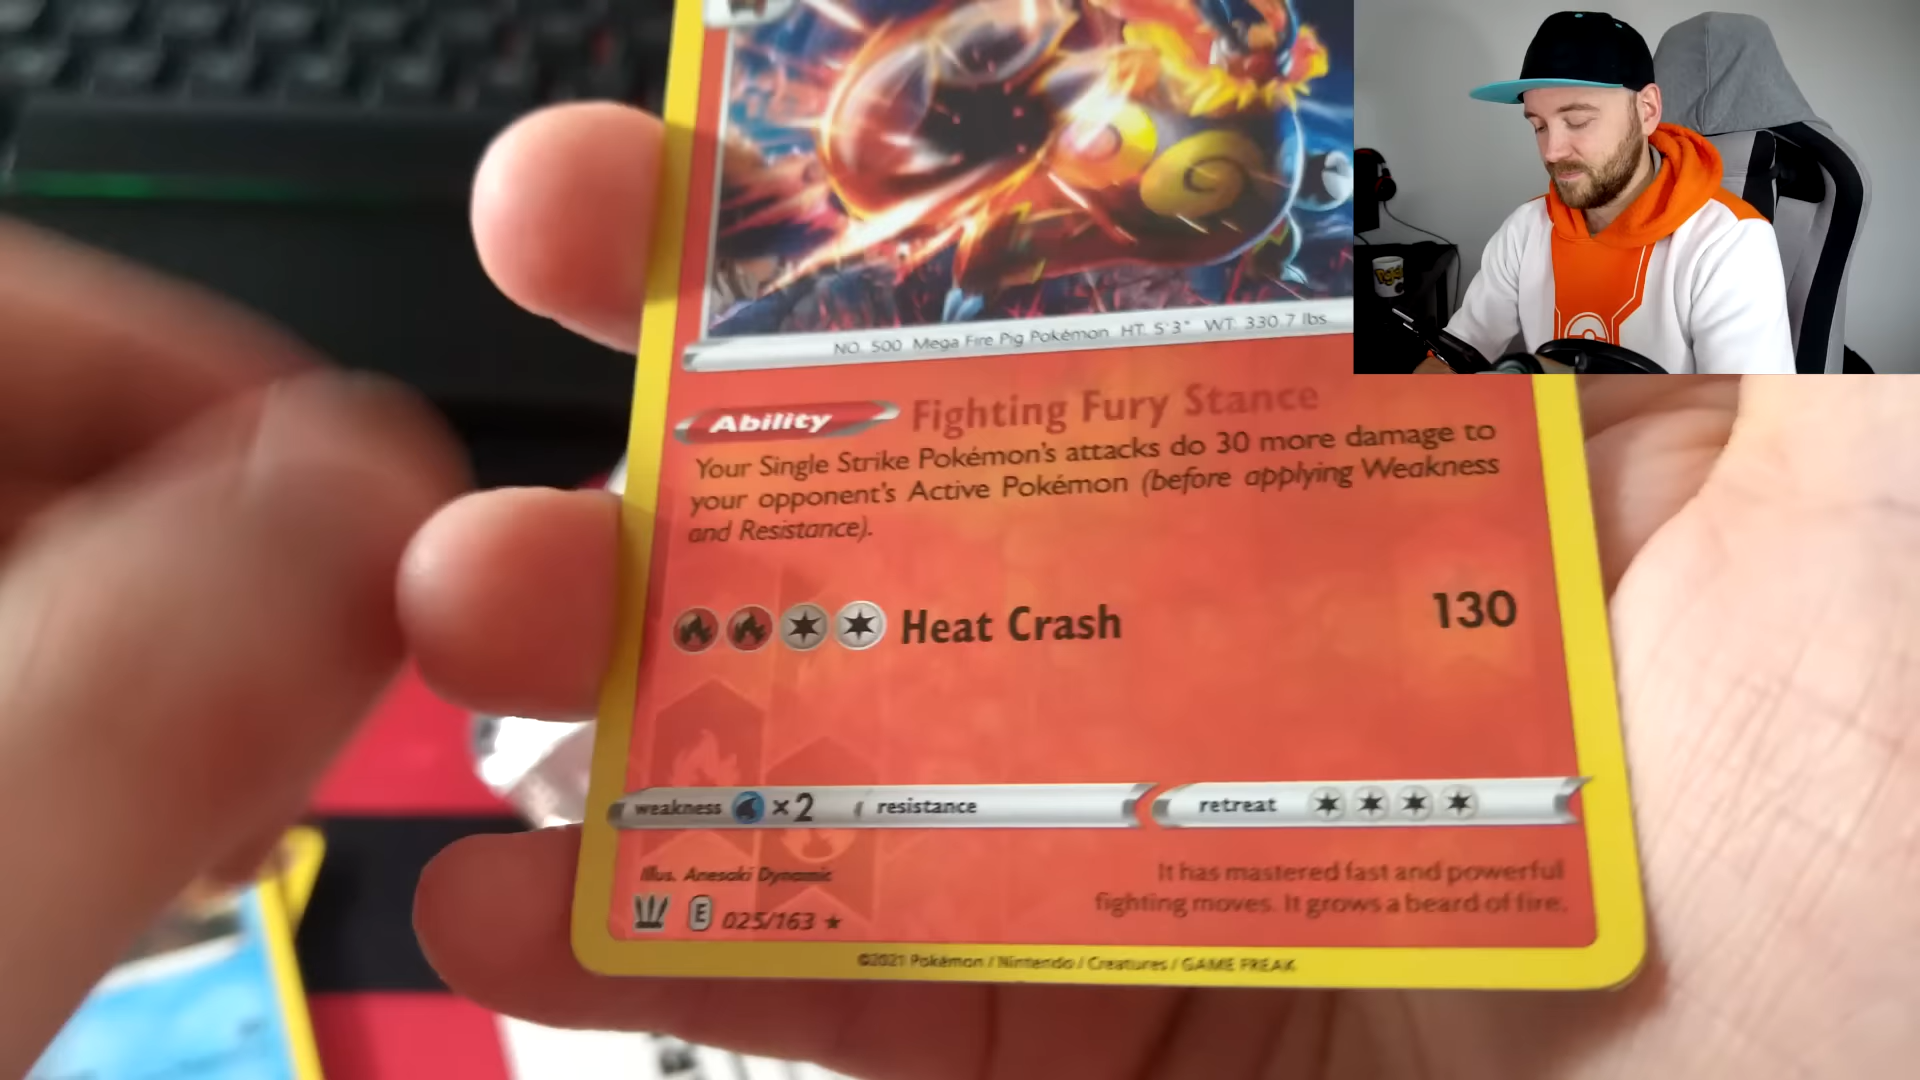 NO. 500 Mega Fire Pig Pokémon HT: 5'3" WT: 330.7 lbs.
Ability Fighting Fury Stance
Your Single Strike Pokémon's attacks do 30 more damage to
your opponent's Active Pokémon (before applying Weakness
and Resistance).
Heat Crash 130
weakness ×2 resistance retreat
Illus. Anesaki Dynamic
It has mastered fast and powerful
fighting moves. It grows a beard of fire.
E 025/163 ★
©2021 Pokémon / Nintendo / Creatures / GAME FREAK